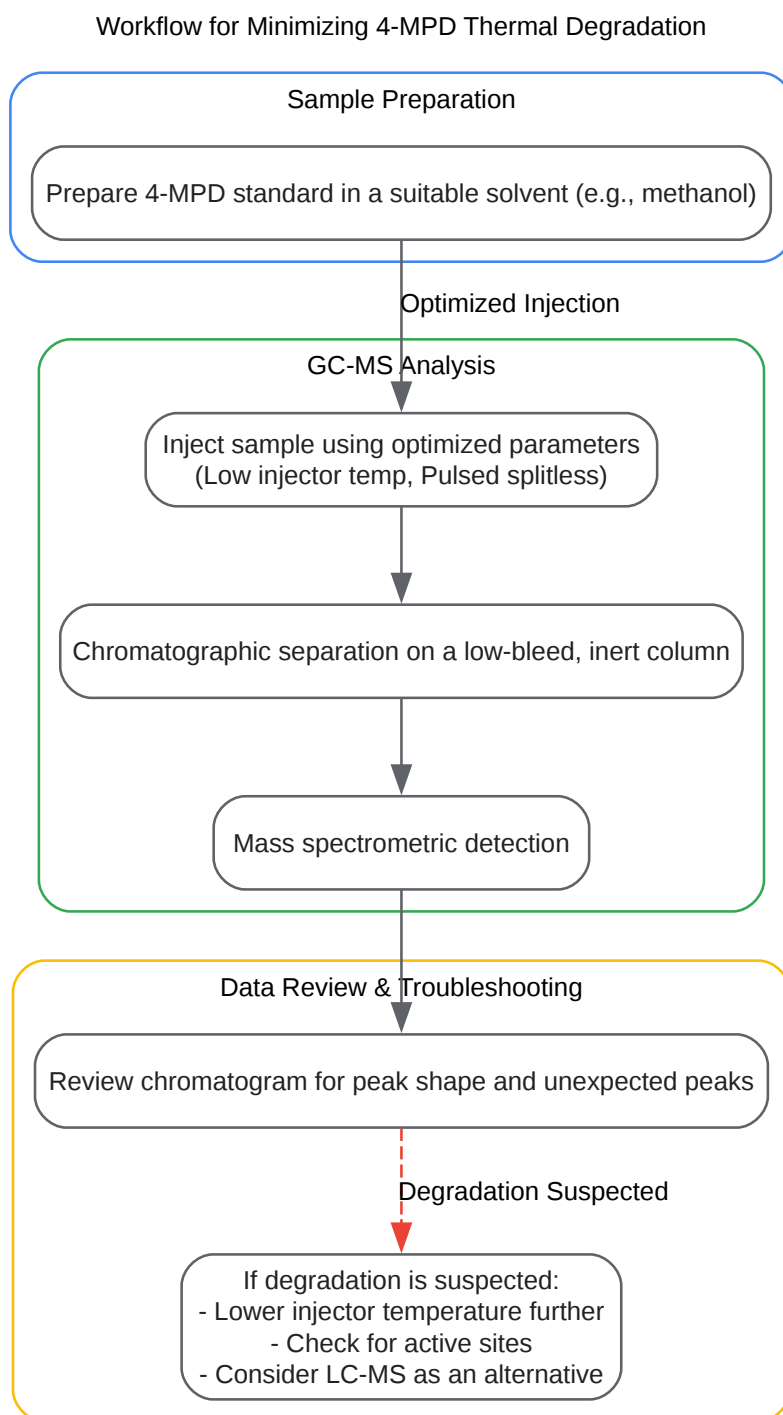 Workflow for Minimizing 4-MPD Thermal Degradation
Sample Preparation
Prepare 4-MPD standard in a suitable solvent (e.g., methanol)
Optimized Injection
GC-MS Analysis
Inject sample using optimized parameters
(Low injector temp, Pulsed splitless)
Chromatographic separation on a low-bleed, inert column
Mass spectrometric detection
Data Review & Troubleshooting
Review chromatogram for peak shape and unexpected peaks
Degradation Suspected
If degradation is suspected:
- Lower injector temperature further
- Check for active sites
- Consider LC-MS as an alternative